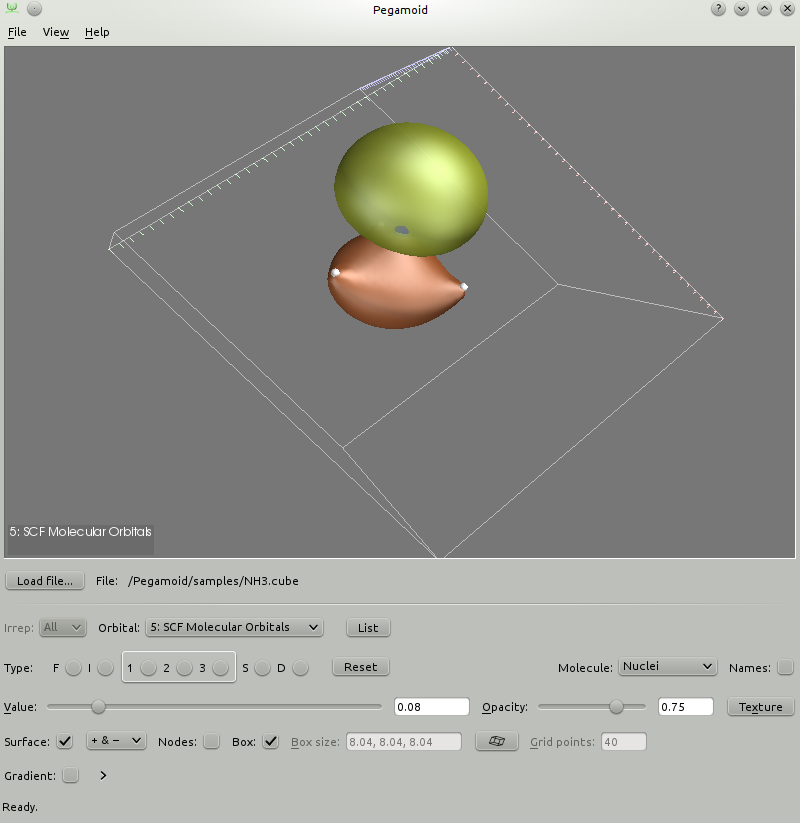 Pegamoid
File View Help
5: SCF Molecular Orbitals
Load file... File: /Pegamoid/samples/NH3.cube
Irrep: All Orbital: 5: SCF Molecular Orbitals List
Type: F I 1 2 3 S D Reset Molecule: Nuclei Names:
Value: 0.08 Opacity: 0.75 Texture
Surface: + & − Nodes: Box: Box size: 8.04, 8.04, 8.04 Grid points: 40
Gradient:
Ready.